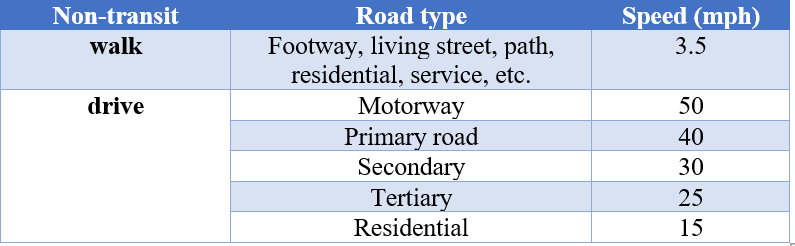 Non-transit Road type Speed (mph)
walk Footway, living street, path, 3.5
residential, service, etc.
drive Motorway 50
Primary road 40
Secondary 30
Tertiary 25
Residential 15